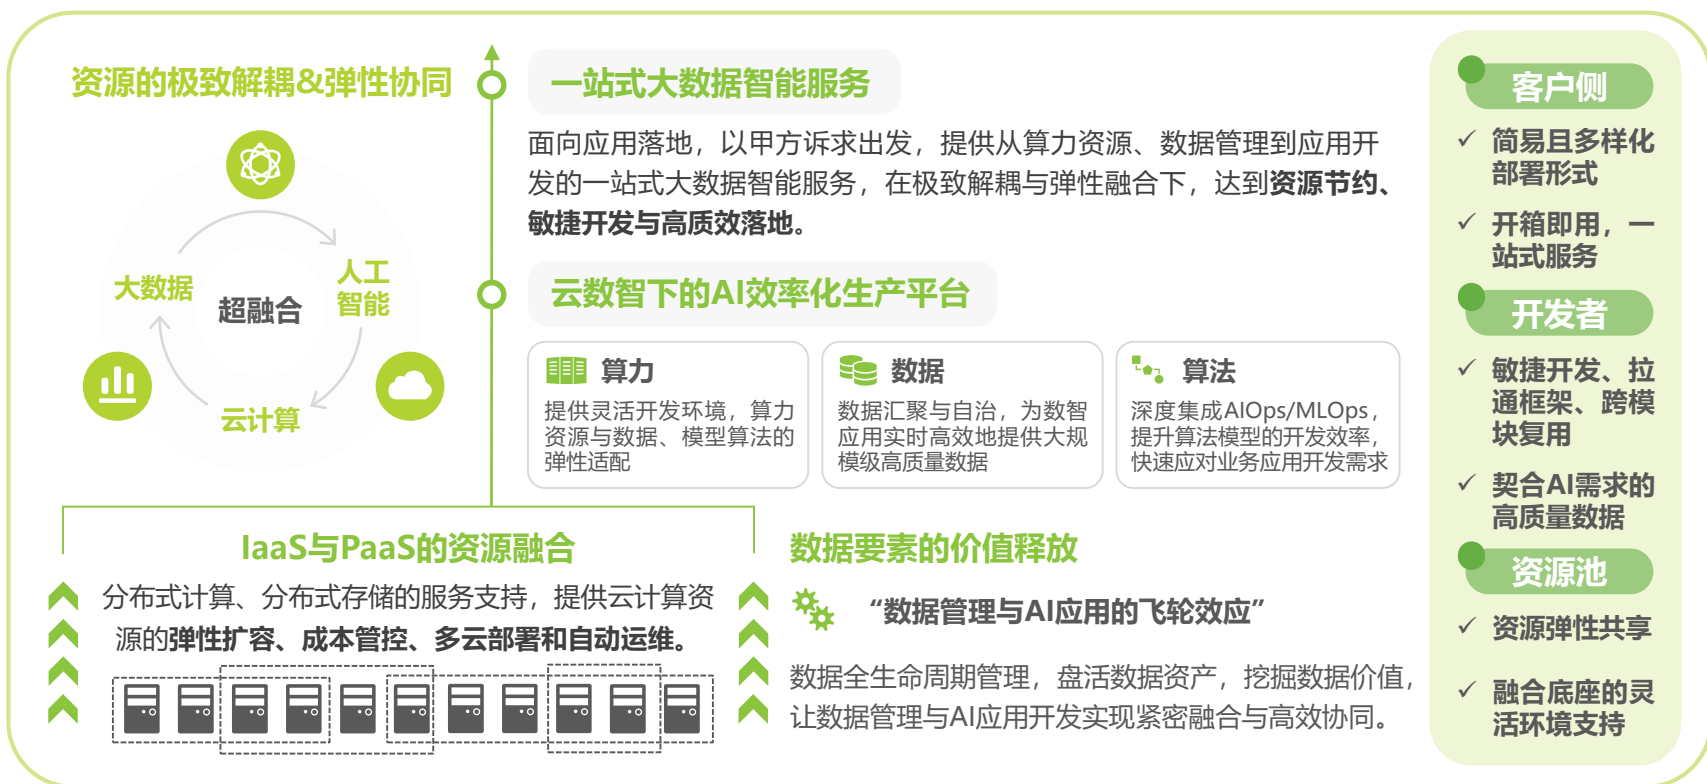 资源的极致解耦&弹性协同
大数据
人工
智能
超融合
云计算
一站式大数据智能服务
面向应用落地，以甲方诉求出发，提供从算力资源、数据管理到应用开
发的一站式大数据智能服务，在极致解耦与弹性融合下，达到资源节约、
敏捷开发与高质效落地。
云数智下的AI效率化生产平台
算力
提供灵活开发环境，算力
资源与数据、模型算法的
弹性适配
数据
数据汇聚与自治，为数智
应用实时高效地提供大规
模级高质量数据
算法
深度集成AIOps/MLOps，
提升算法模型的开发效率，
快速应对业务应用开发需求
IaaS与PaaS的资源融合
分布式计算、分布式存储的服务支持，提供云计算资
源的弹性扩容、成本管控、多云部署和自动运维。
数据要素的价值释放
“数据管理与AI应用的飞轮效应”
数据全生命周期管理，盘活数据资产，挖掘数据价值，
让数据管理与AI应用开发实现紧密融合与高效协同。
客户侧
✓ 简易且多样化
部署形式
✓ 开箱即用，一
站式服务
开发者
✓ 敏捷开发、拉
通框架、跨模
块复用
✓ 契合AI需求的
高质量数据
资源池
✓ 资源弹性共享
✓ 融合底座的灵
活环境支持